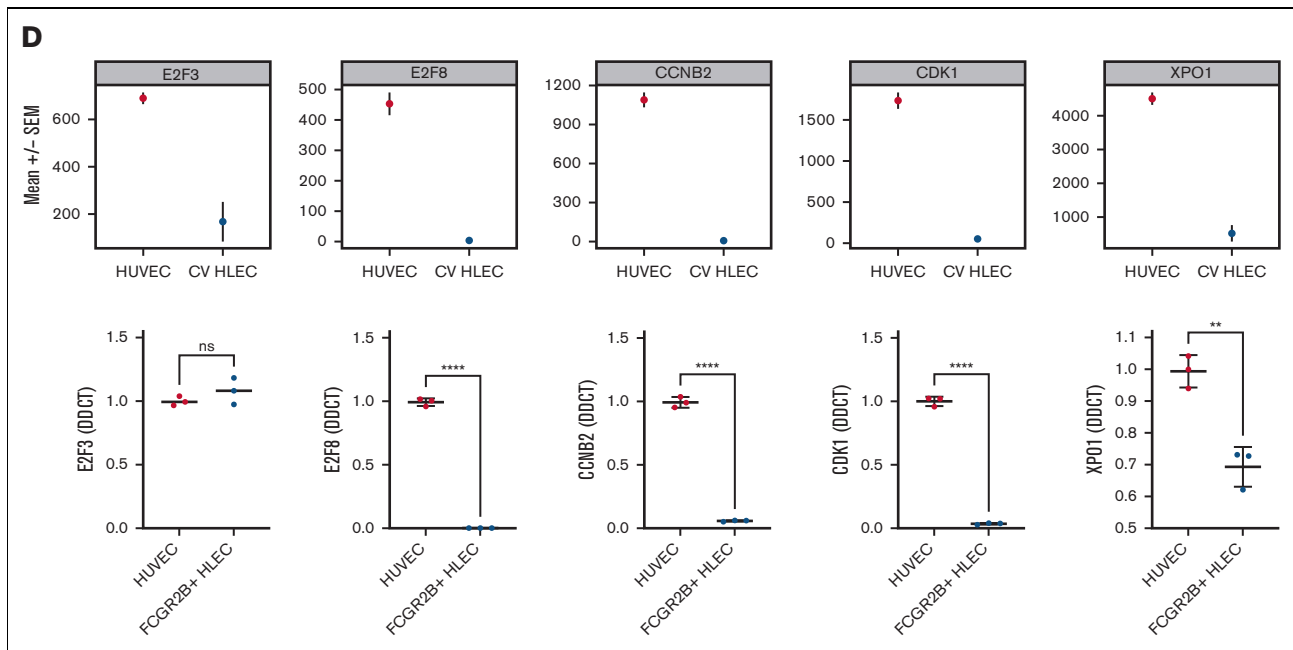 D
E2F3
E2F8
CCNB2
CDK1
XPO1
Mean +/– SEM
600
400
200
HUVEC
CV HLEC
500
400
300
200
100
0
HUVEC
CV HLEC
1200
900
600
300
0
HUVEC
CV HLEC
1500
1000
500
0
HUVEC
CV HLEC
4000
3000
2000
1000
HUVEC
CV HLEC
E2F3 (DDCT)
1.5
1.0
0.5
0.0
ns
HUVEC
FCGR2B+ HLEC
E2F8 (DDCT)
1.5
1.0
0.5
0.0
****
HUVEC
FCGR2B+ HLEC
CCNB2 (DDCT)
1.5
1.0
0.5
0.0
****
HUVEC
FCGR2B+ HLEC
CDK1 (DDCT)
1.5
1.0
0.5
0.0
****
HUVEC
FCGR2B+ HLEC
XPO1 (DDCT)
1.1
1.0
0.9
0.8
0.7
0.6
0.5
**
HUVEC
FCGR2B+ HLEC